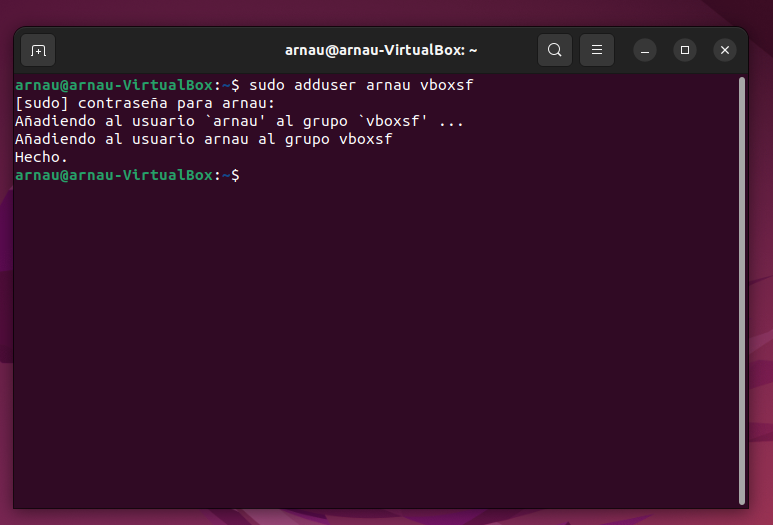 arnau@arnau-VirtualBox: ~
arnau@arnau-VirtualBox:~$ sudo adduser arnau vboxsf
[sudo] contraseña para arnau:
Añadiendo al usuario `arnau' al grupo `vboxsf' ...
Añadiendo al usuario arnau al grupo vboxsf
Hecho.
arnau@arnau-VirtualBox:~$